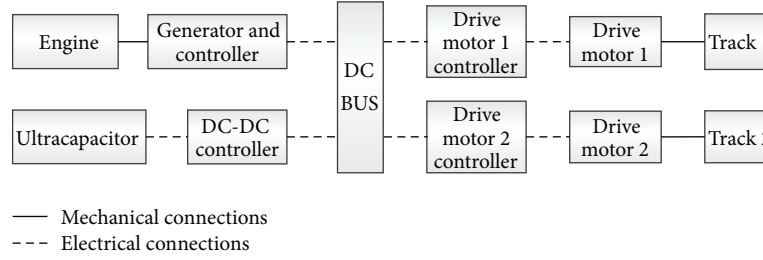 Engine
Generator and
controller
DC
BUS
Drive
motor 1
controller
Drive
motor 1
Track
Ultracapacitor
DC-DC
controller
Drive
motor 2
controller
Drive
motor 2
Track
Mechanical connections
Electrical connections